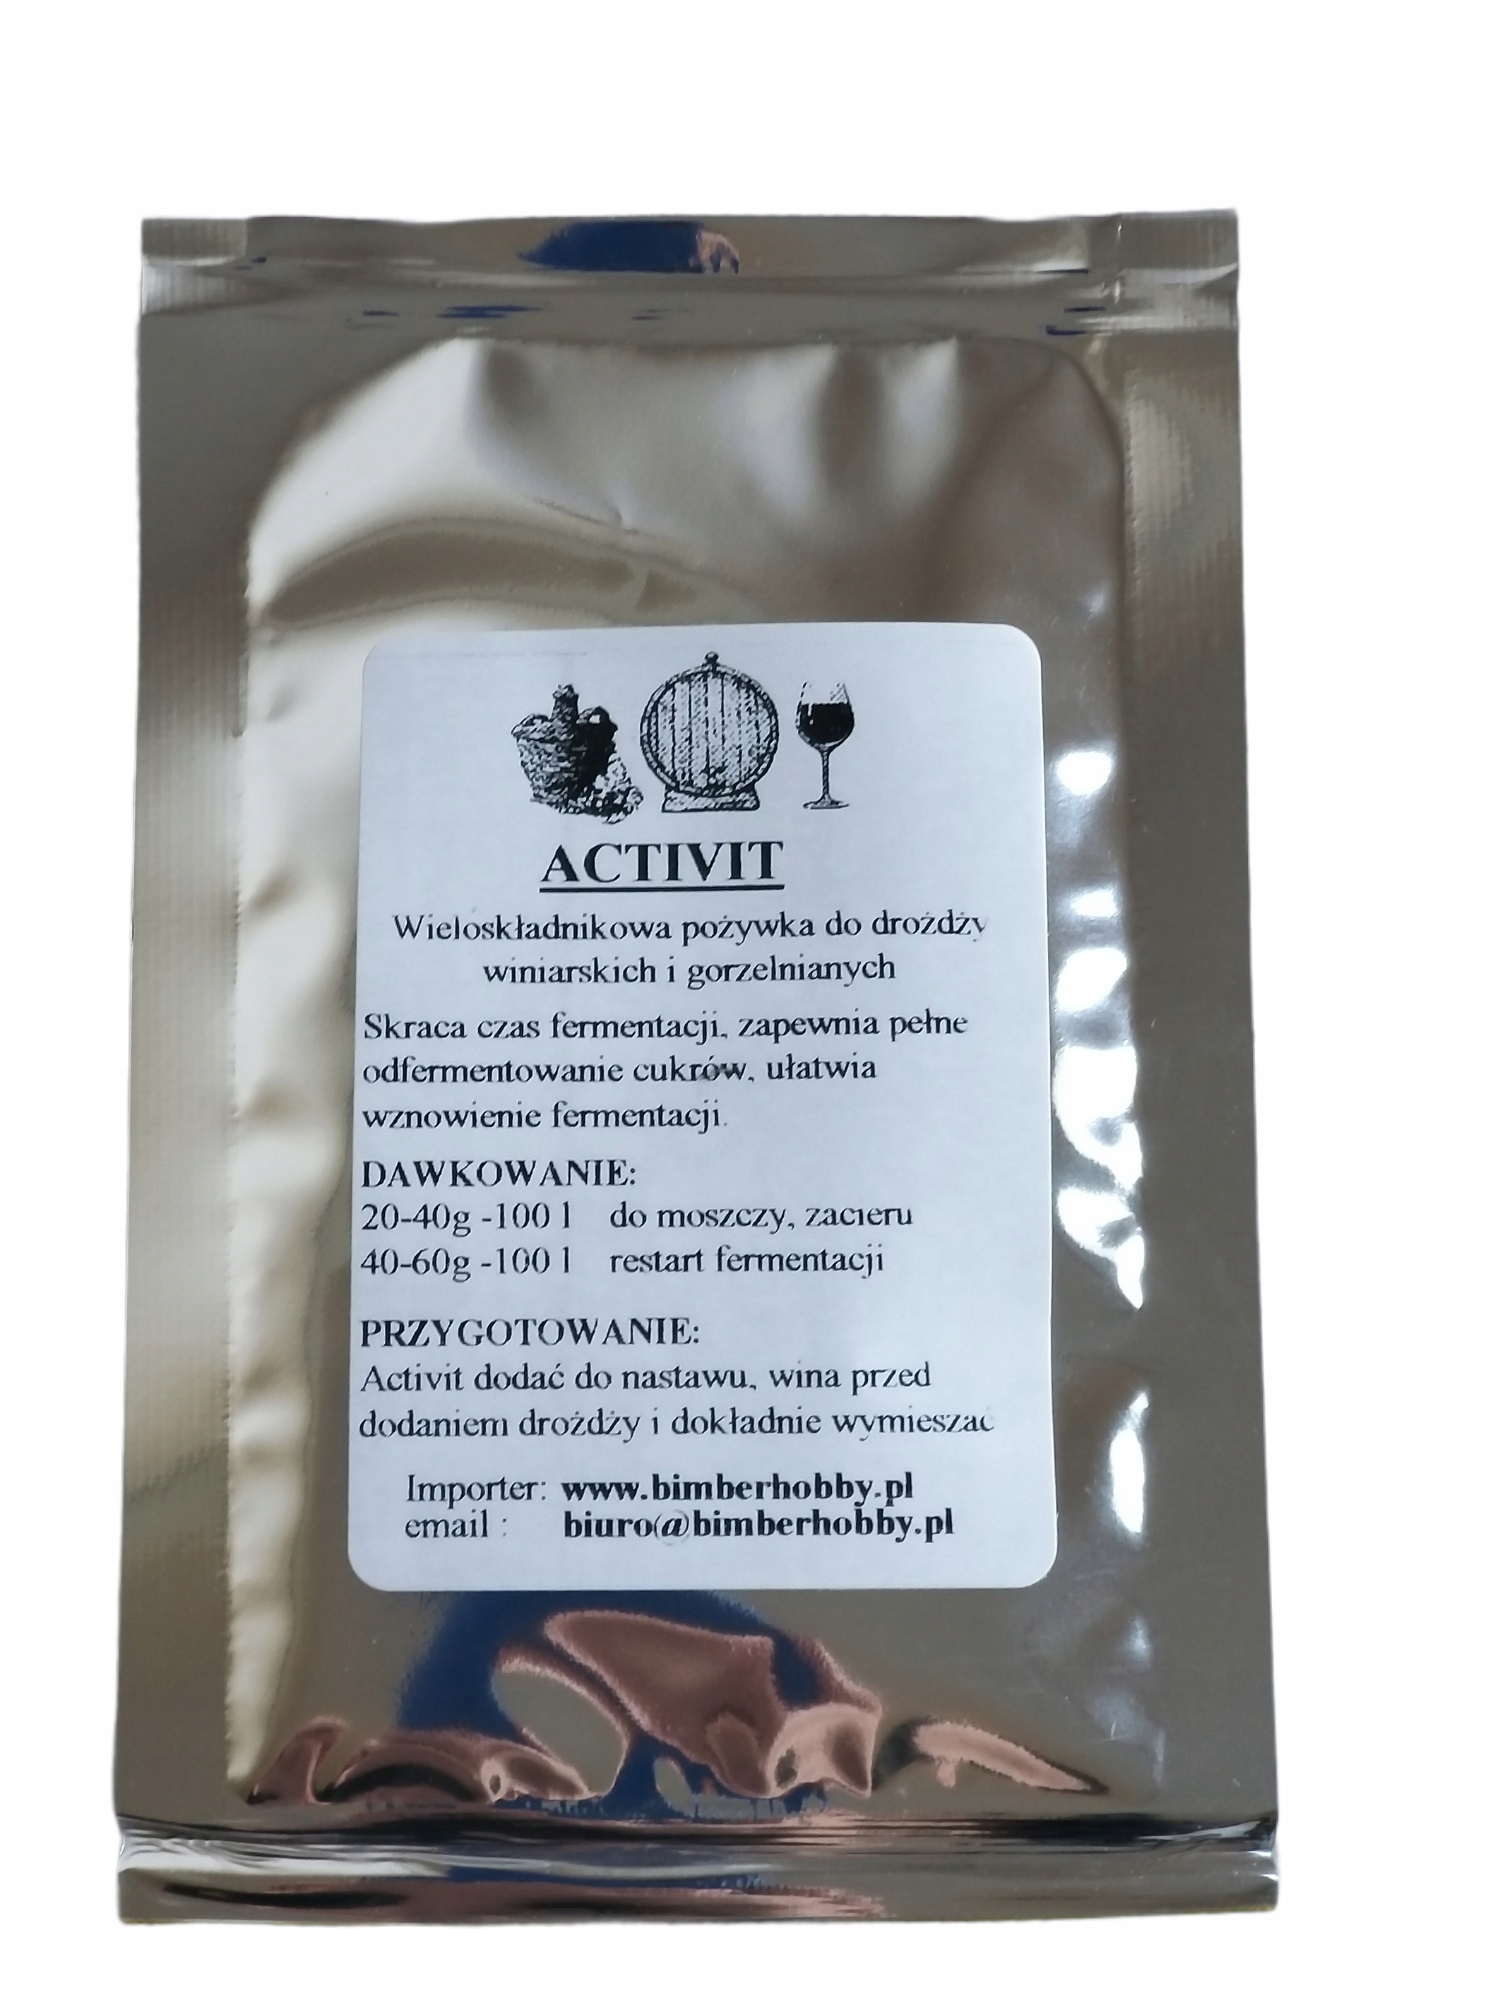 ACTIVIT
Wieloskładnikowa pożywka do drożdży
winiarskich i gorzelnianych
Skraca czas fermentacji, zapewnia pełne
odfermentowanie cukrów, ułatwia
wznowienie fermentacji.
DAWKOWANIE:
20-40g -100 l do moszczy, zacieru
40-60g -100 l restart fermentacji
PRZYGOTOWANIE:
Activit dodać do nastawu, wina przed
dodaniem drożdży i dokładnie wymieszac
Importer: www.bimberhobby.pl
email : biuro@bimberhobby.pl